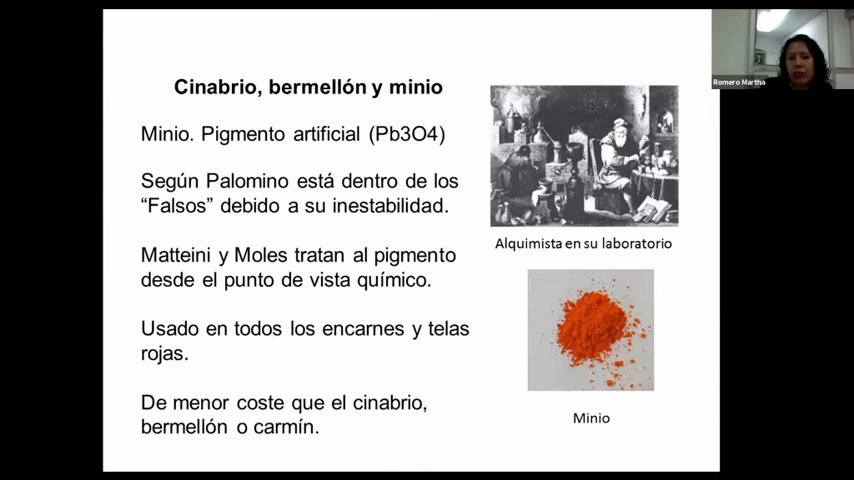 Cinabrio, bermellón y minio
Minio. Pigmento artificial (Pb3O4)
Según Palomino está dentro de los
“Falsos” debido a su inestabilidad.
Matteini y Moles tratan al pigmento
desde el punto de vista químico.
Usado en todos los encarnes y telas
rojas.
De menor coste que el cinabrio,
bermellón o carmín.
Alquimista en su laboratorio
Minio
Romero Martha